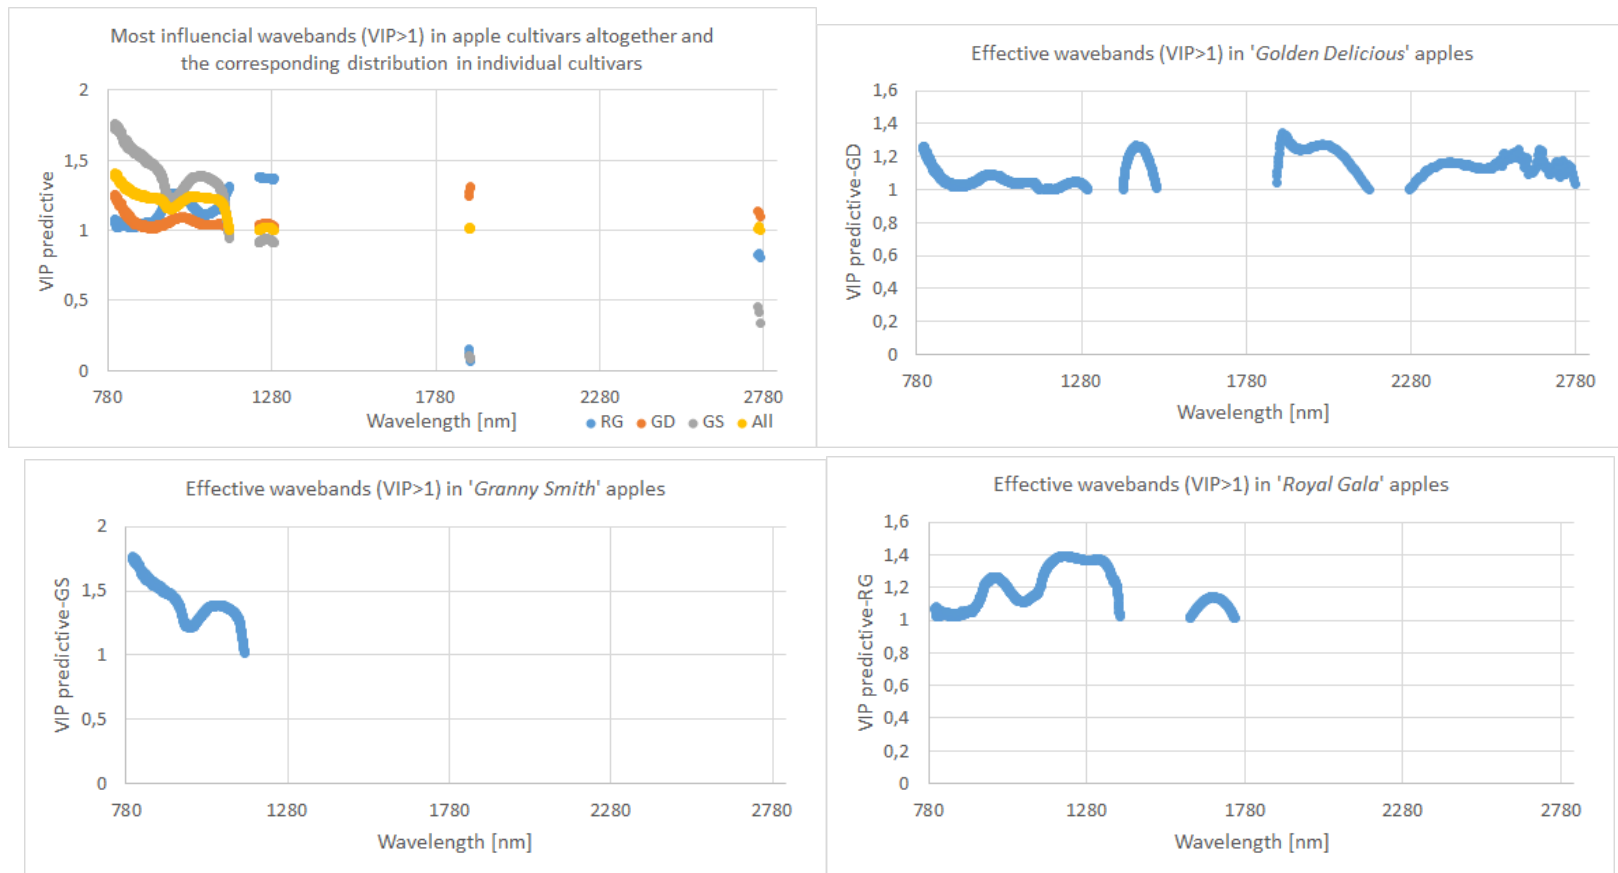 Most influencial wavebands (VIP>1) in apple cultivars altogether and
the corresponding distribution in individual cultivars
VIP predictive
2
1,5
1
0,5
0
780 1280 1780 2280 2780
Wavelength [nm]
RG GD GS All
Effective wavebands (VIP>1) in 'Golden Delicious' apples
VIP predictive-GD
1,6
1,4
1,2
1
0,8
0,6
0,4
0,2
0
780 1280 1780 2280 2780
Wavelength [nm]
Effective wavebands (VIP>1) in 'Granny Smith' apples
VIP predictive-GS
2
1,5
1
0,5
0
780 1280 1780 2280 2780
Wavelength [nm]
Effective wavebands (VIP>1) in 'Royal Gala' apples
VIP predictive-RG
1,6
1,4
1,2
1
0,8
0,6
0,4
0,2
0
780 1280 1780 2280 2780
Wavelength [nm]